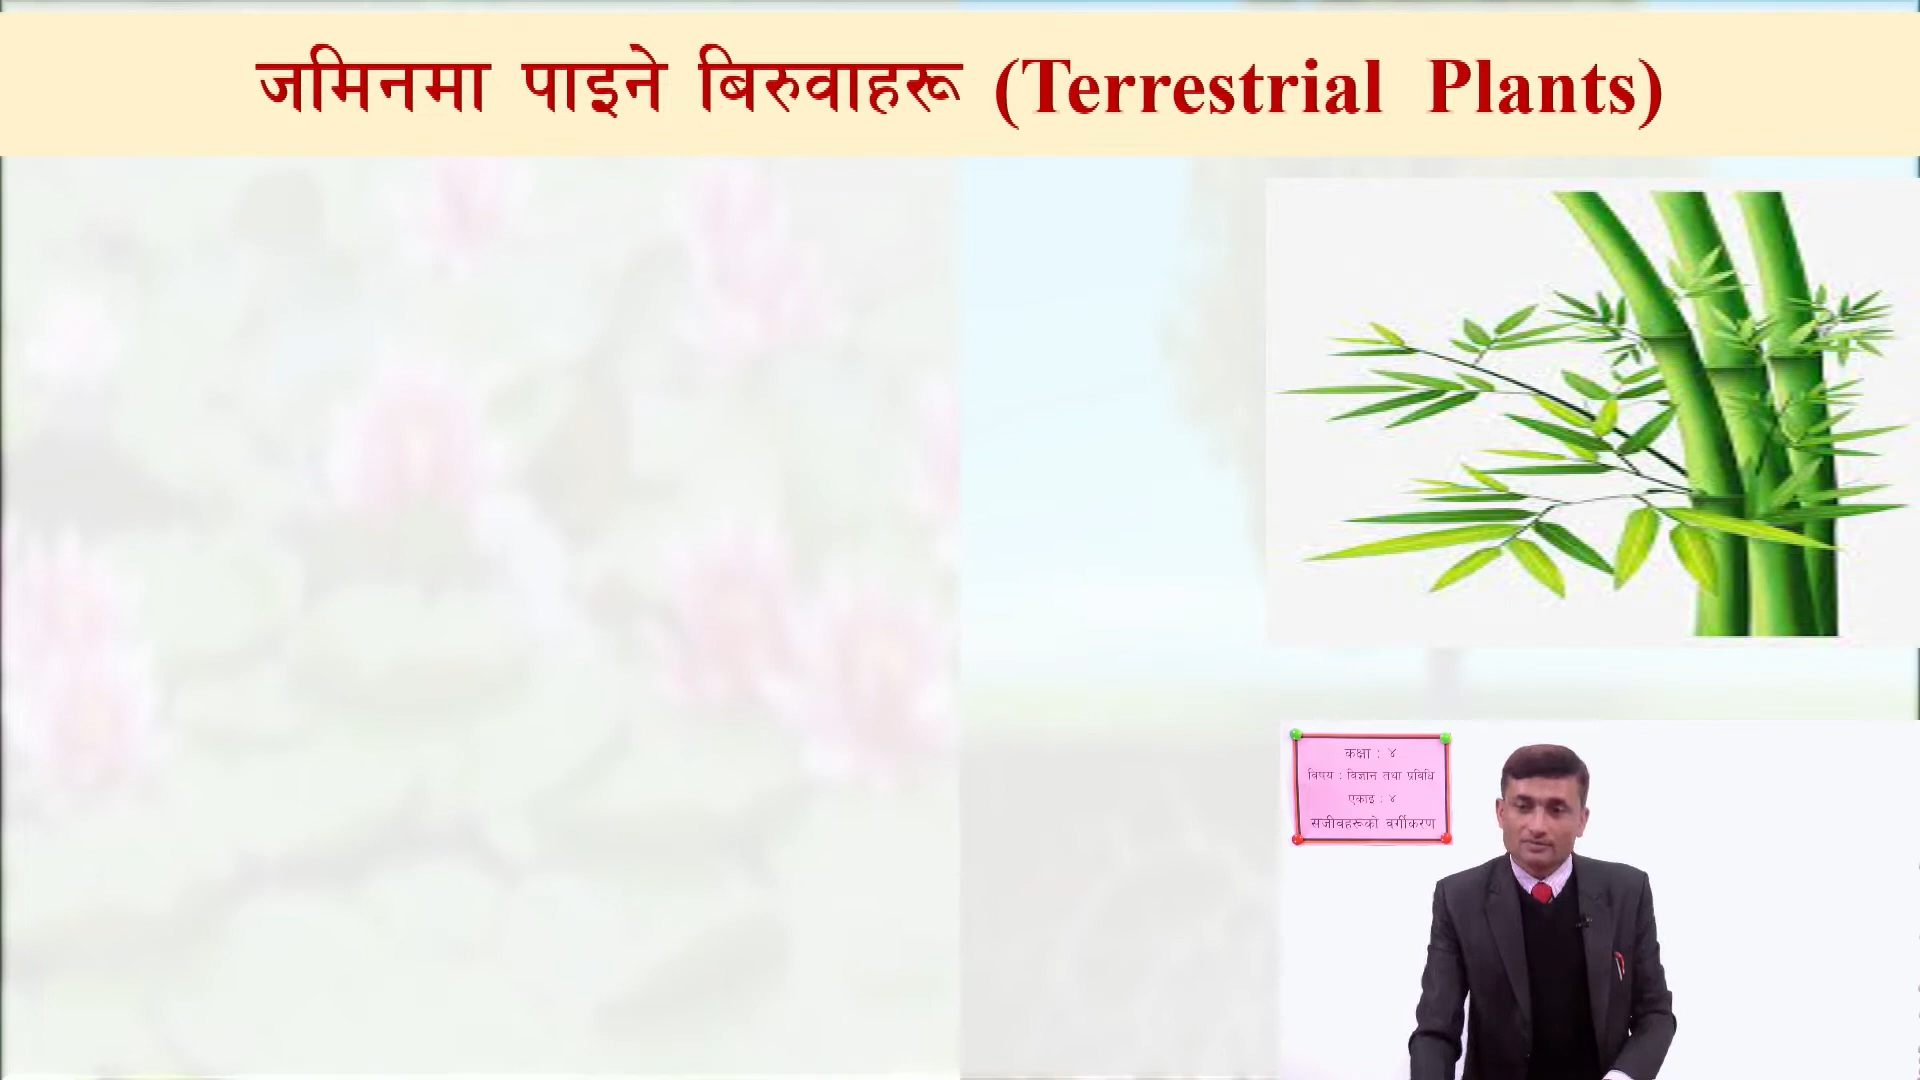 जमिनमा पाइने बिरुवाहरू (Terrestrial Plants)
कक्षा : ४
विषय : विज्ञान तथा प्रविधि
एकाइ : ४
सजीवहरूको वर्गीकरण